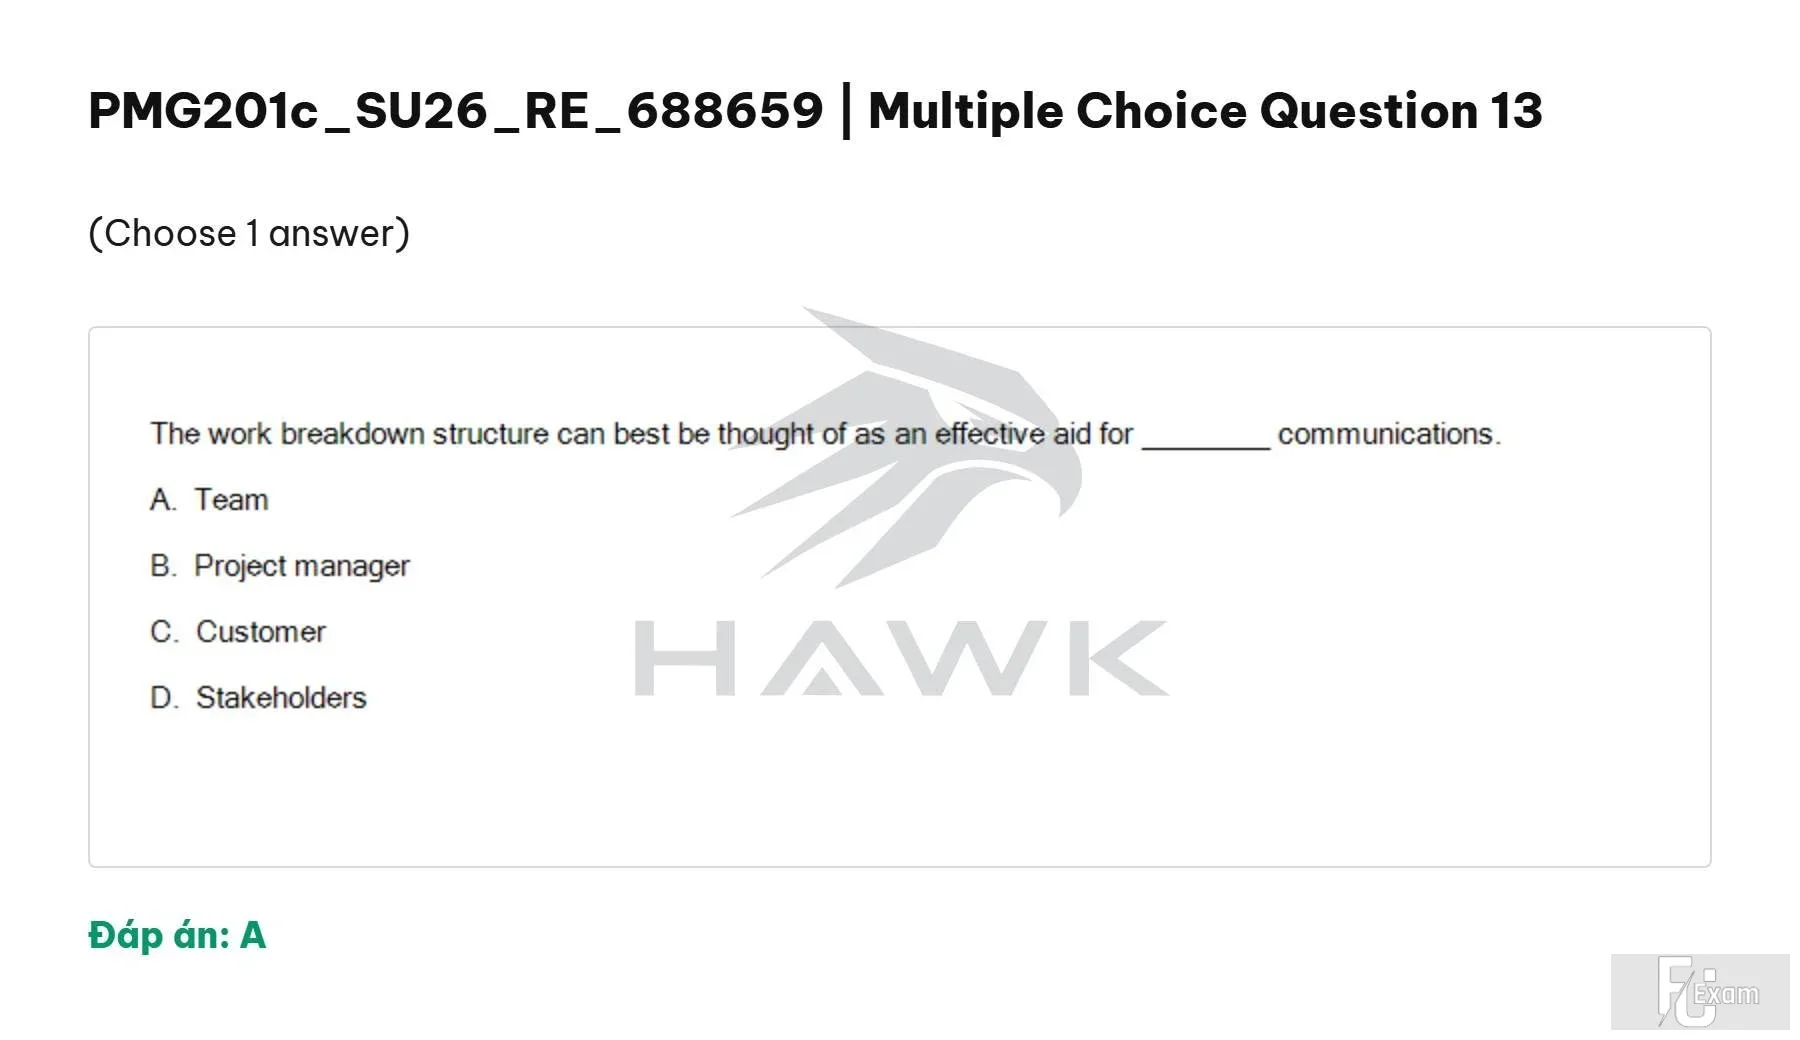 PMG201c_SU26_RE_688659 | Multiple Choice Question 13
(Choose 1 answer)
The work breakdown structure can best be thought of as an effective aid for ________ communications.
A. Team
B. Project manager
C. Customer
D. Stakeholders
HAWK
Đáp án: A
FU Exam